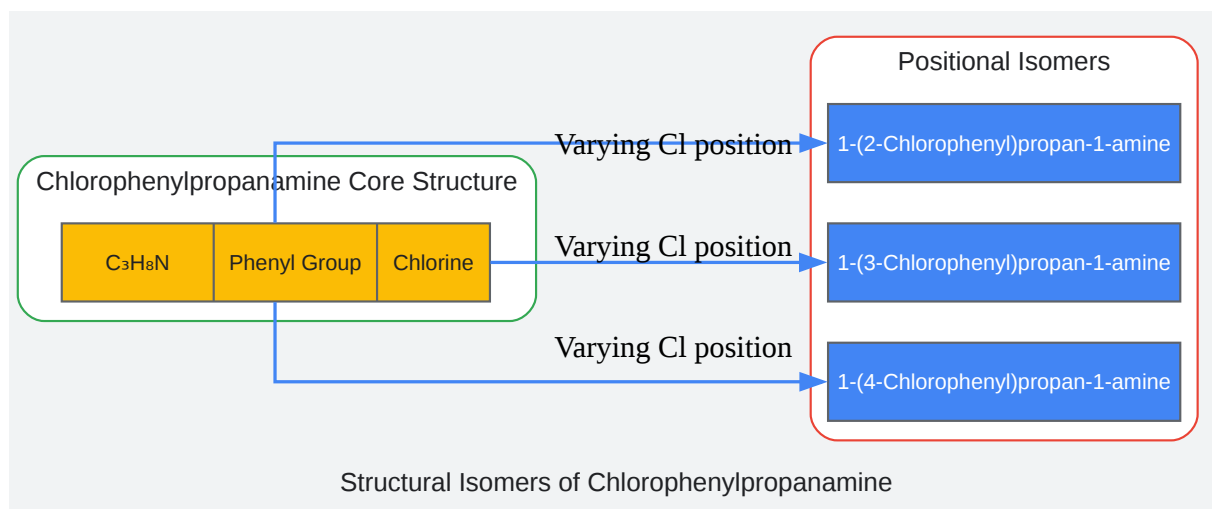 Positional Isomers
Varying Cl position
1-(2-Chlorophenyl)propan-1-amine
Chlorophenylpropanamine Core Structure
C₃H₈N
Phenyl Group
Chlorine
Varying Cl position
1-(3-Chlorophenyl)propan-1-amine
Varying Cl position
1-(4-Chlorophenyl)propan-1-amine
Structural Isomers of Chlorophenylpropanamine